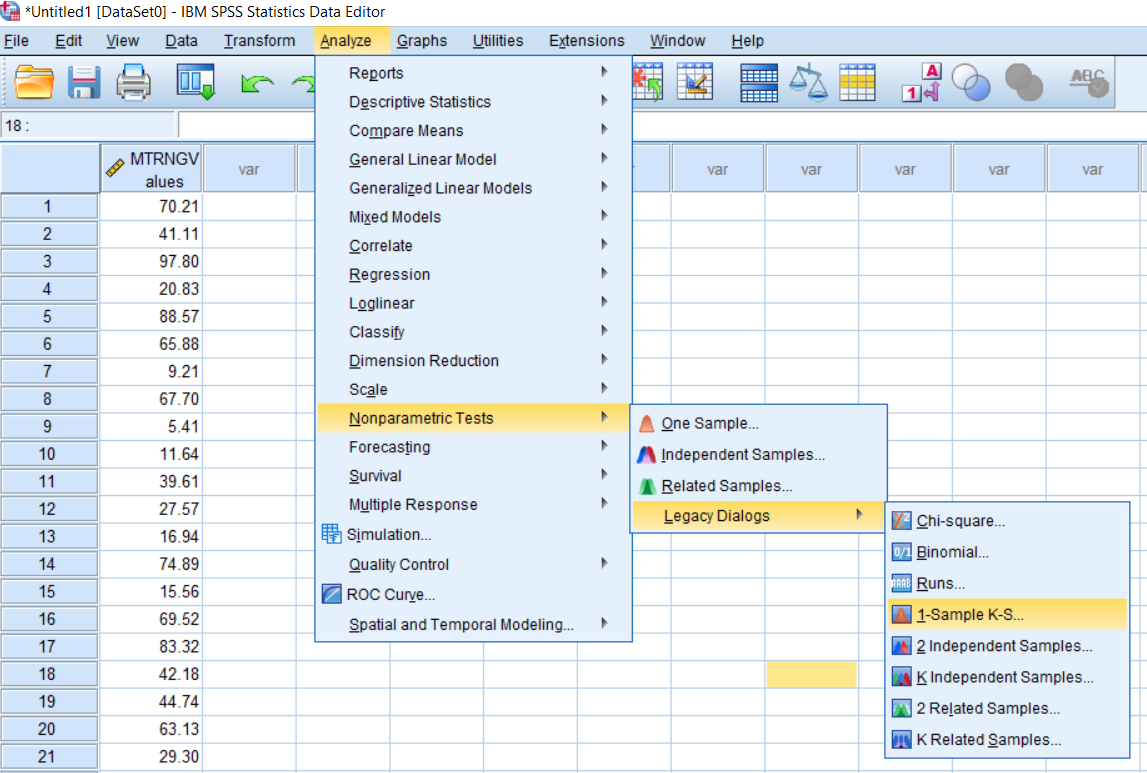 *Untitled1 [DataSet0] - IBM SPSS Statistics Data Editor
File Edit View Data Transform Analyze Graphs Utilities Extensions Window Help
A
1
ABC
18 :
MTRNGV
alues
var var var var var var
1 70.21
2 41.11
3 97.80
4 20.83
5 88.57
6 65.88
7 9.21
8 67.70
9 5.41
10 11.64
11 39.61
12 27.57
13 16.94
14 74.89
15 15.56
16 69.52
17 83.32
18 42.18
19 44.74
20 63.13
21 29.30
Reports
Descriptive Statistics
Compare Means
General Linear Model
Generalized Linear Models
Mixed Models
Correlate
Regression
Loglinear
Classify
Dimension Reduction
Scale
Nonparametric Tests
Forecasting
Survival
Multiple Response
Simulation...
Quality Control
ROC Curve...
Spatial and Temporal Modeling...
One Sample...
Independent Samples...
Related Samples...
Legacy Dialogs
Chi-square...
0/1 Binomial...
Runs...
1-Sample K-S...
2 Independent Samples...
K Independent Samples...
2 Related Samples...
K Related Samples...